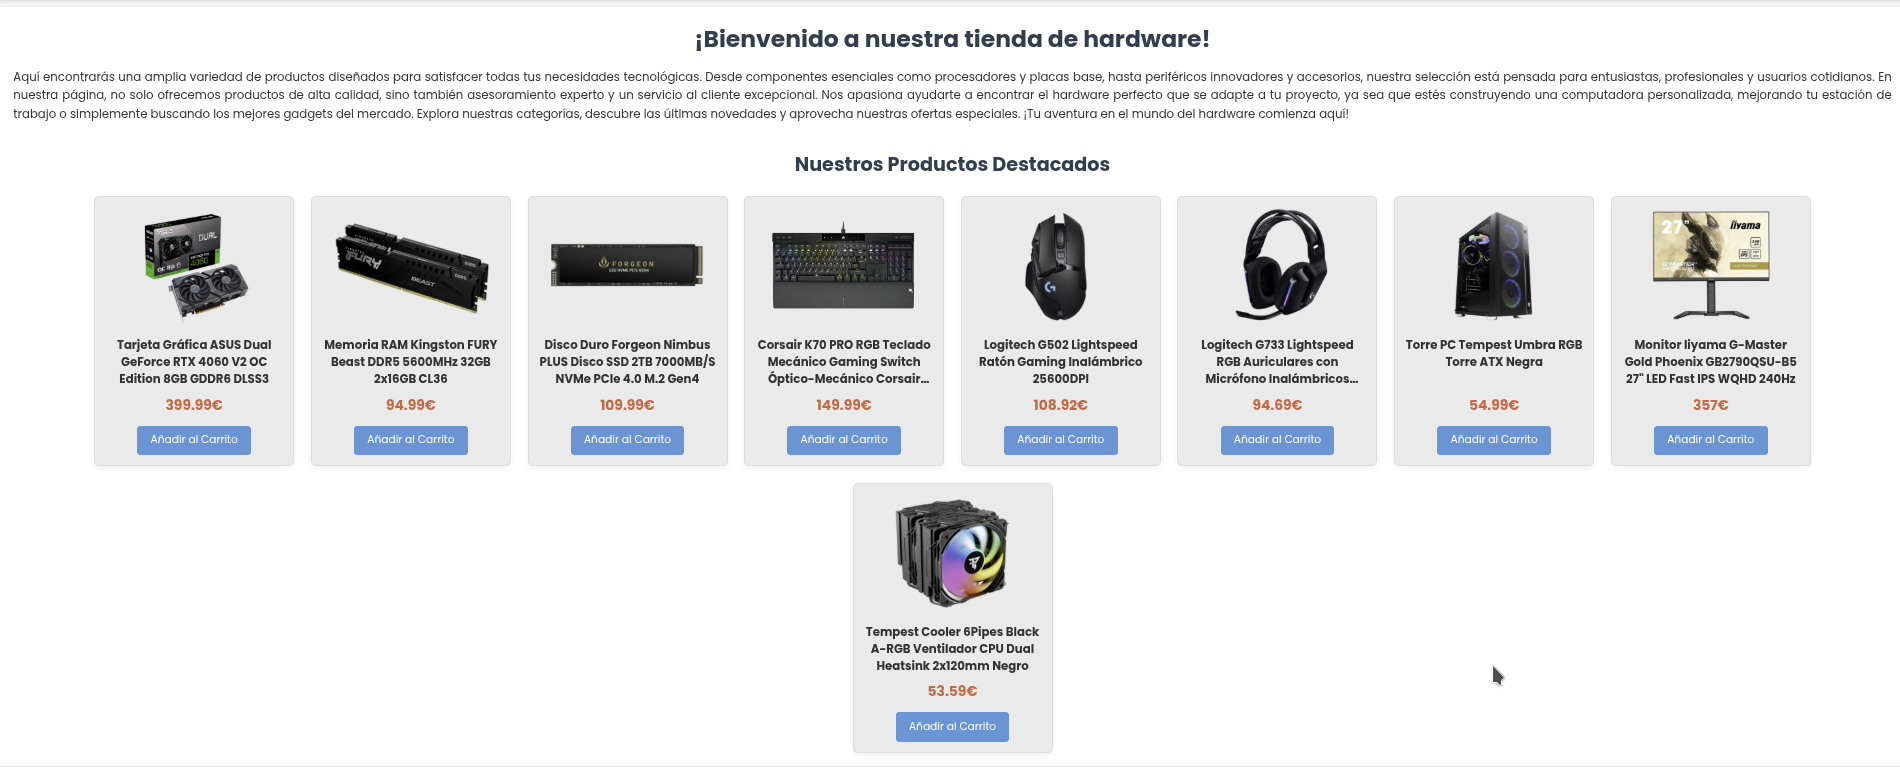 ¡Bienvenido a nuestra tienda de hardware!
Aquí encontrarás una amplia variedad de productos diseñados para satisfacer todas tus necesidades tecnológicas. Desde componentes esenciales como procesadores y placas base, hasta periféricos innovadores y accesorios, nuestra selección está pensada para entusiastas, profesionales y usuarios cotidianos. En
nuestra página, no solo ofrecemos productos de alta calidad, sino también asesoramiento experto y un servicio al cliente excepcional. Nos apasiona ayudarte a encontrar el hardware perfecto que se adapte a tu proyecto, ya sea que estés construyendo una computadora personalizada, mejorando tu estación de
trabajo o simplemente buscando los mejores gadgets del mercado. Explora nuestras categorías, descubre las últimas novedades y aprovecha nuestras ofertas especiales. ¡Tu aventura en el mundo del hardware comienza aquí!
Nuestros Productos Destacados
DUAL
4060
Tarjeta Gráfica ASUS Dual
GeForce RTX 4060 V2 OC
Edition 8GB GDDR6 DLSS3
399.99€
Añadir al Carrito
FURY
BEAST
Memoria RAM Kingston FURY
Beast DDR5 5600MHz 32GB
2x16GB CL36
94.99€
Añadir al Carrito
FORGEON
Disco Duro Forgeon Nimbus
PLUS Disco SSD 2TB 7000MB/S
NVMe PCIe 4.0 M.2 Gen4
109.99€
Añadir al Carrito
Corsair K70 PRO RGB Teclado
Mecánico Gaming Switch
Óptico-Mecánico Corsair...
149.99€
Añadir al Carrito
Logitech G502 Lightspeed
Ratón Gaming Inalámbrico
25600DPI
108.92€
Añadir al Carrito
Logitech G733 Lightspeed
RGB Auriculares con
Micrófono Inalámbricos...
94.69€
Añadir al Carrito
Torre PC Tempest Umbra RGB
Torre ATX Negra
54.99€
Añadir al Carrito
27"
iiyama
Monitor Iiyama G-Master
Gold Phoenix GB2790QSU-B5
27" LED Fast IPS WQHD 240Hz
357€
Añadir al Carrito
Tempest Cooler 6Pipes Black
A-RGB Ventilador CPU Dual
Heatsink 2x120mm Negro
53.59€
Añadir al Carrito